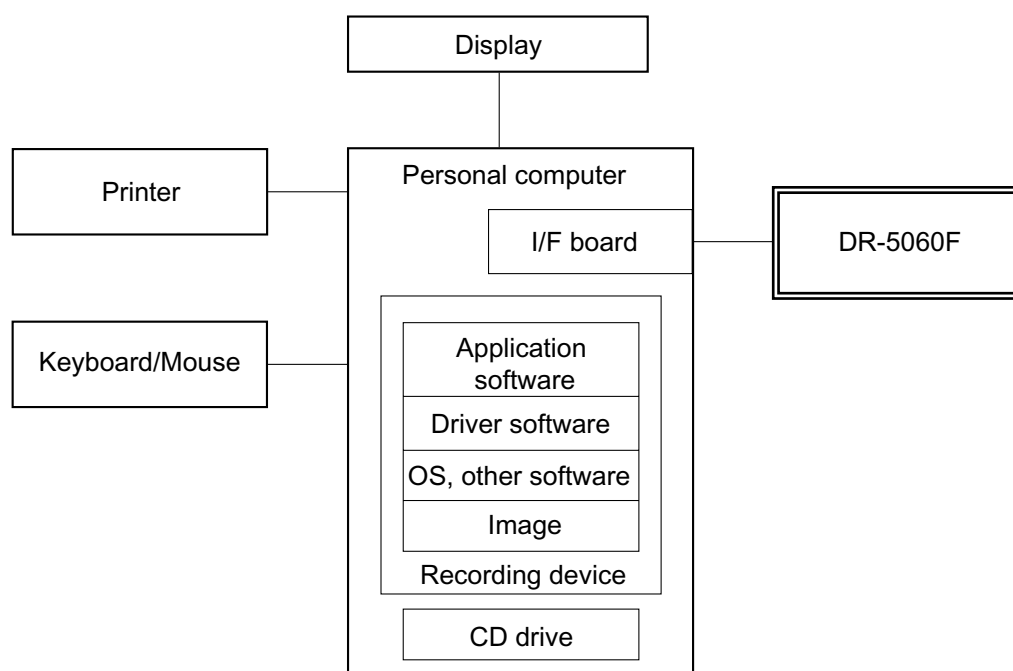 Display
Personal computer
Printer
I/F board
DR-5060F
Keyboard/Mouse
Application
software
Driver software
OS, other software
Image
Recording device
CD drive